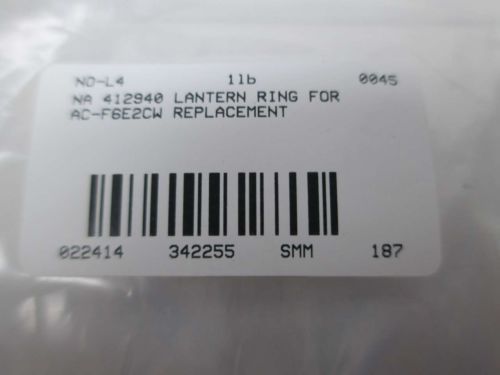 NO-L4 1lb 0045
NA 412940 LANTERN RING FOR
AC-F6E2CW REPLACEMENT
022414 342255 SMM 187